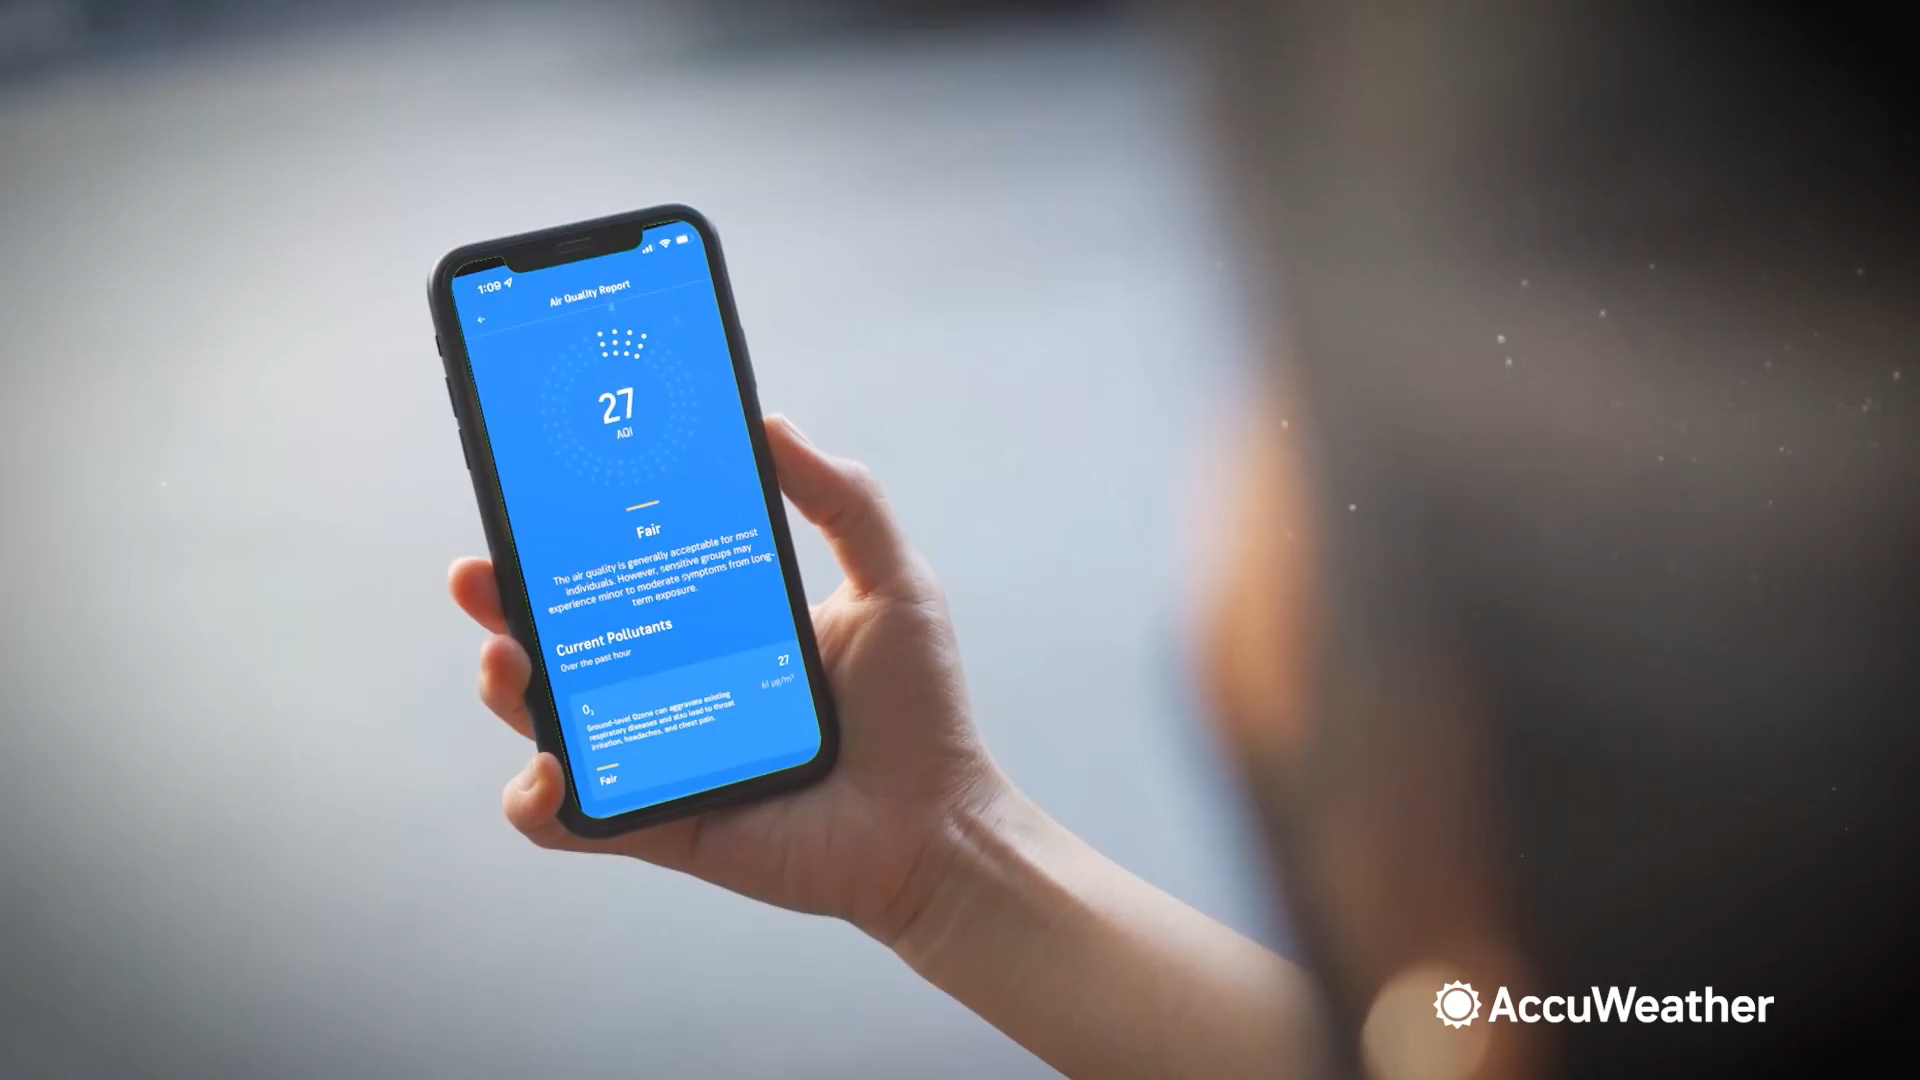 1:09
Air Quality Report
27
AQI
Fair
The air quality is generally acceptable for most
individuals. However, sensitive groups may
experience minor to moderate symptoms from long-
term exposure.
Current Pollutants
Over the past hour
27
61 µg/m³
O₃
Ground-level Ozone can aggravate existing
respiratory diseases and also lead to throat
irritation, headaches, and chest pain.
Fair
AccuWeather